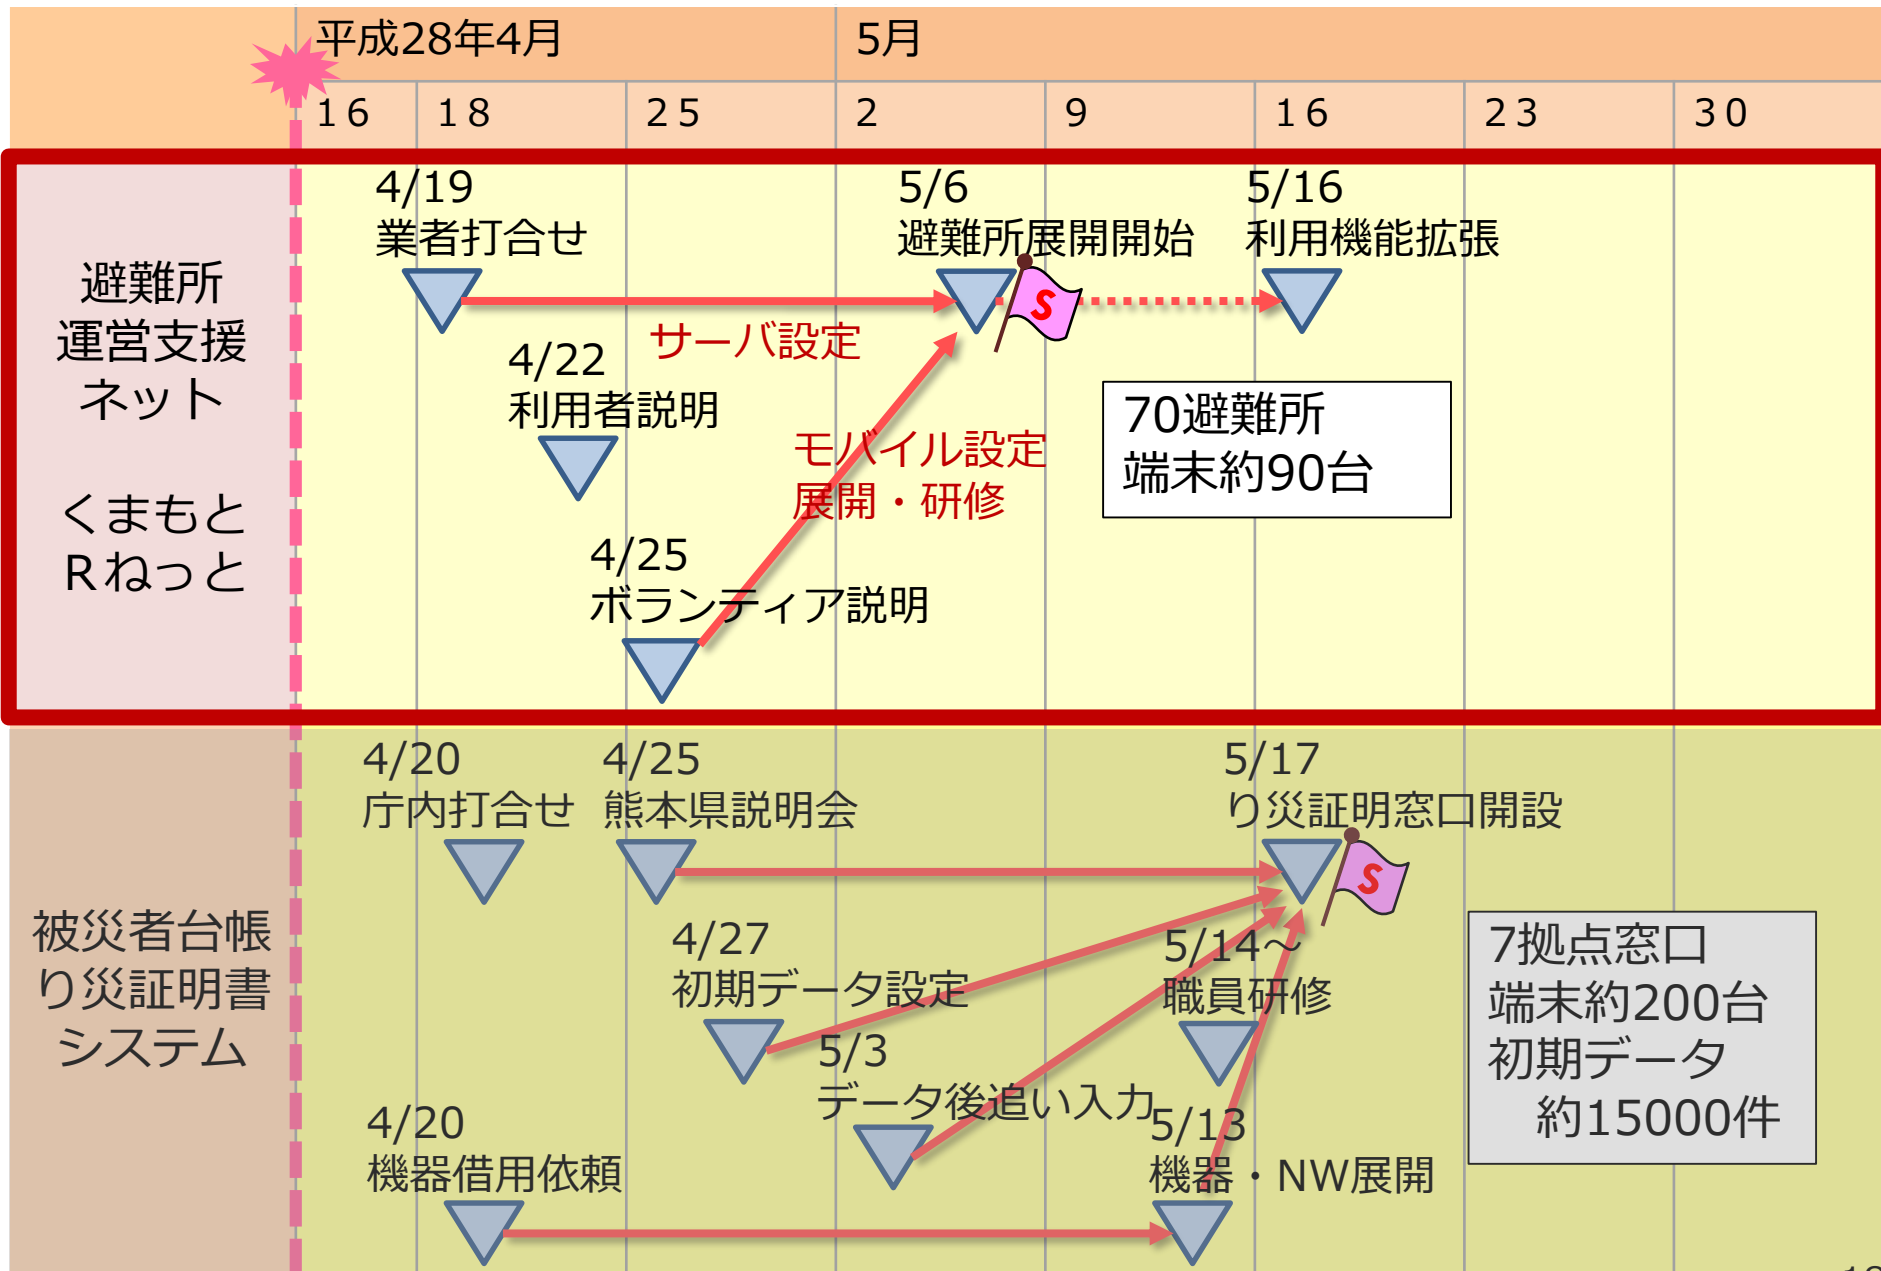 平成28年4月
5月
16
18
25
2
9
16
23
30
避難所
運営支援
ネット
くまもと
Rねっと
4/19
業者打合せ
5/6
避難所展開開始
5/16
利用機能拡張
S
サーバ設定
4/22
利用者説明
モバイル設定
展開・研修
70避難所
端末約90台
4/25
ボランティア説明
被災者台帳
り災証明書
システム
4/20
庁内打合せ
4/25
熊本県説明会
5/17
り災証明窓口開設
S
4/27
初期データ設定
5/14～
職員研修
7拠点窓口
端末約200台
初期データ
約15000件
5/3
データ後追い入力
4/20
機器借用依頼
5/13
機器・NW展開